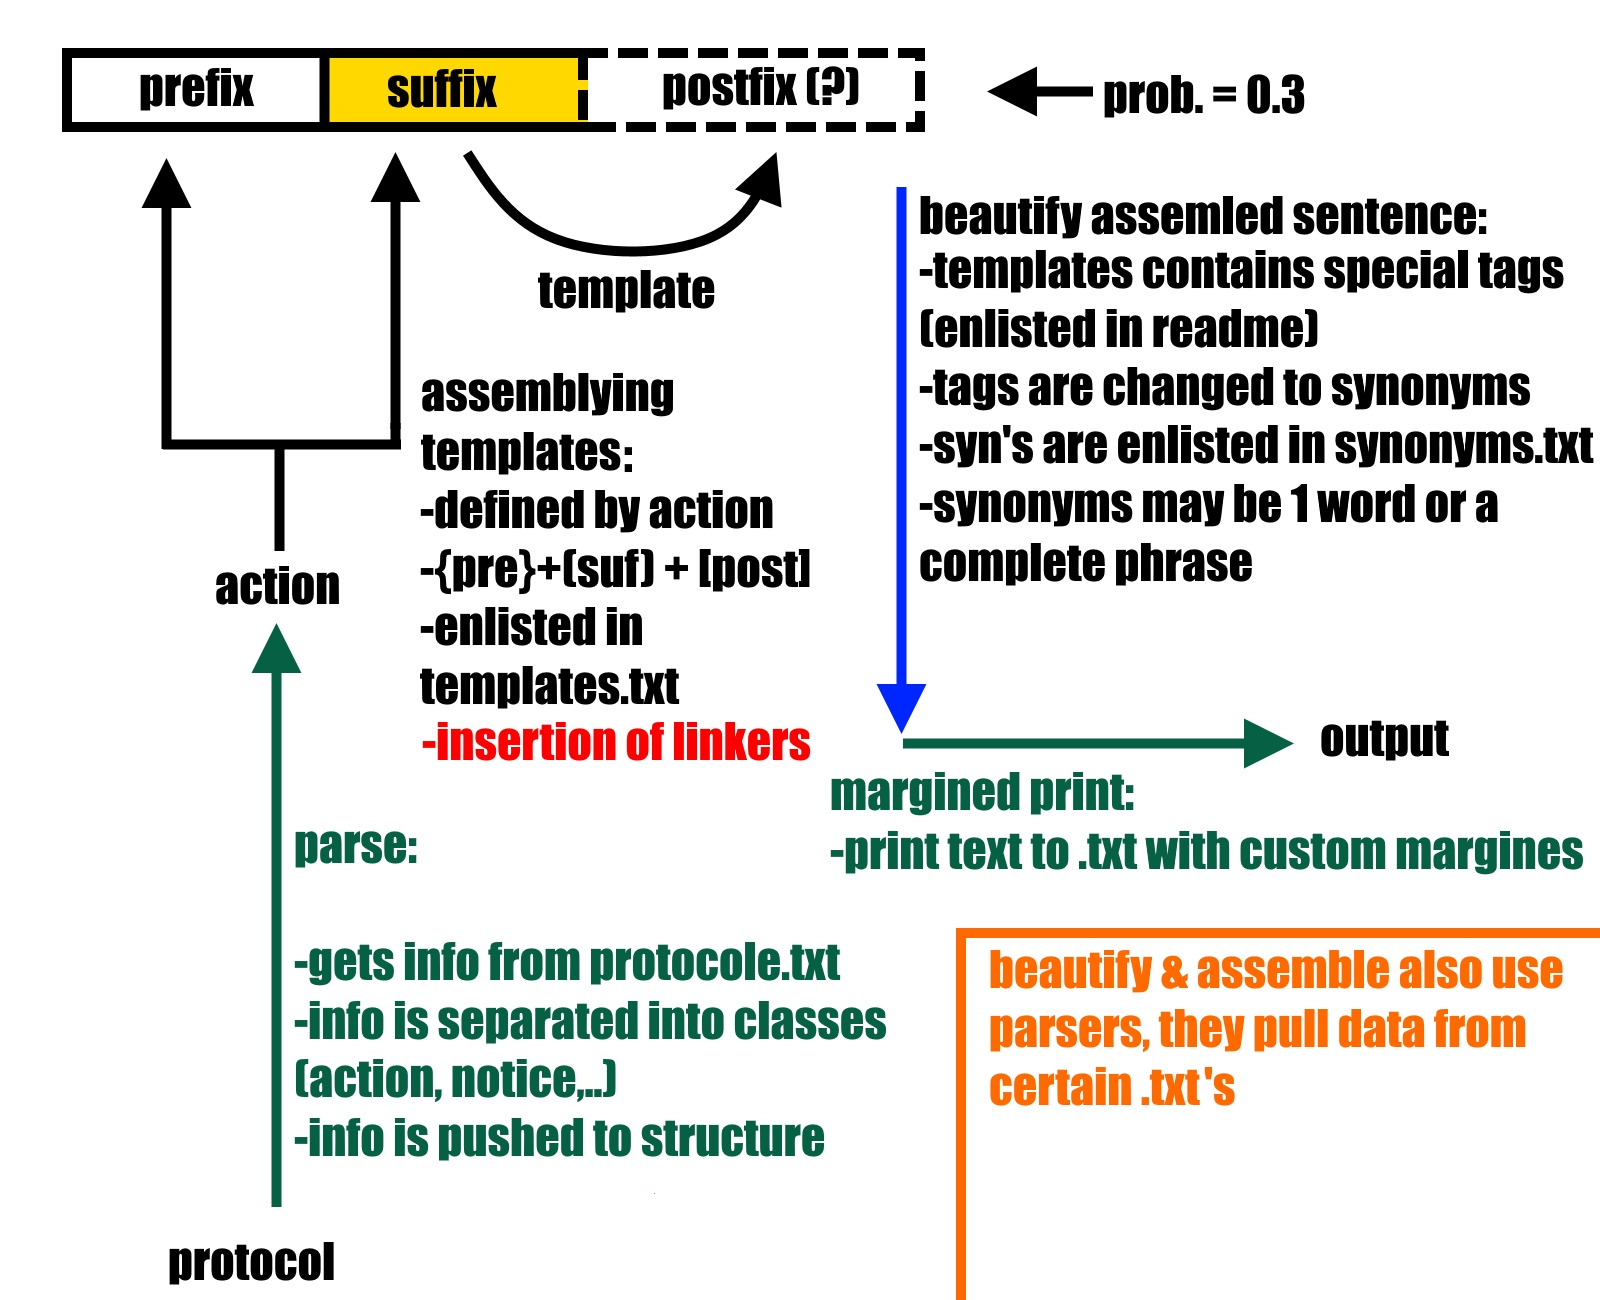 prefix
suffix
postfix (?)
prob. = 0.3
template
action
assemblying
templates:
-defined by action
-{pre}+(suf) + [post]
-enlisted in
templates.txt
-insertion of linkers
beautify assemled sentence:
-templates contains special tags
(enlisted in readme)
-tags are changed to synonyms
-syn's are enlisted in synonyms.txt
-synonyms may be 1 word or a
complete phrase
output
margined print:
-print text to .txt with custom margines
parse:
-gets info from protocole.txt
-info is separated into classes
(action, notice,..)
-info is pushed to structure
protocol
beautify & assemble also use
parsers, they pull data from
certain .txt's